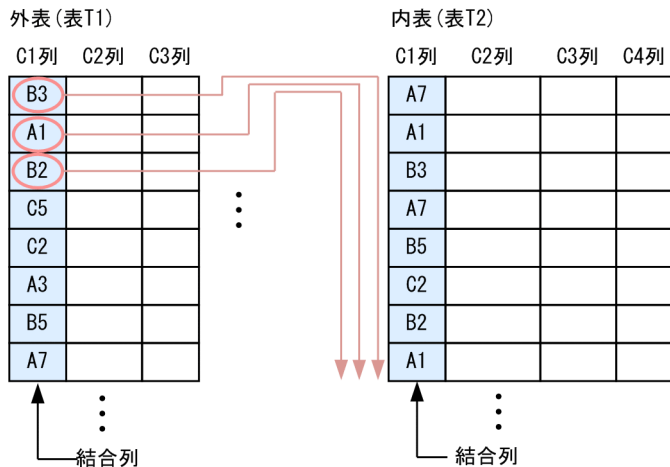 外表(表T1)
C1列 C2列 C3列
B3
A1
B2
C5
C2
A3
B5
A7
結合列
内表(表T2)
C1列 C2列 C3列 C4列
A7
A1
B3
A7
B5
C2
B2
A1
結合列